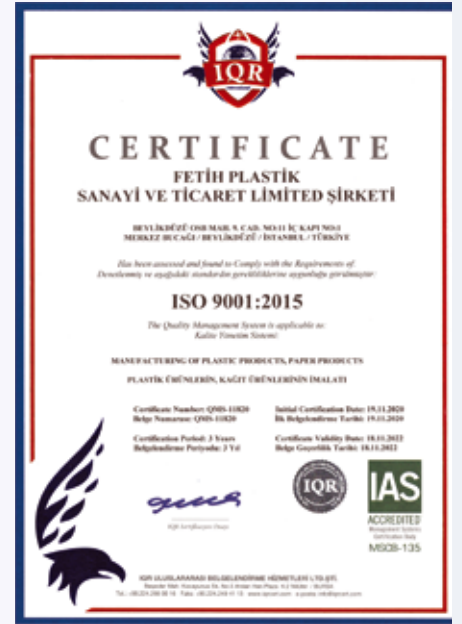 IQR
CERTIFICATE
FETİH PLASTİK
SANAYİ VE TİCARET LİMİTED ŞİRKETİ
BEYLİKDÜZÜ OSB MAH. 9. CAD. NO:11 İÇ KAPI NO:1
MERKEZ BUCAĞI / BEYLİKDÜZÜ / İSTANBUL / TÜRKİYE
Has been assessed and found to Comply with the Requirements of:
Denetlenmiş ve aşağıdaki standardın gerekliliklerine uygunluğu görülmüştür:
ISO 9001:2015
The Quality Management System is applicable to:
Kalite Yönetim Sistemi:
MANUFACTURING OF PLASTIC PRODUCTS, PAPER PRODUCTS
PLASTİK ÜRÜNLERİN, KAĞIT ÜRÜNLERİNİN İMALATI
Certificate Number: QMS-11820 Initial Certification Date: 19.11.2020
Belge Numarası: QMS-11820 İlk Belgelendirme Tarihi: 19.11.2020
Certification Period: 3 Years Certificate Validity Date: 18.11.2022
Belgelendirme Periyodu: 3 Yıl Belge Geçerlilik Tarihi: 18.11.2022
IQR
IAS
ACCREDITED
Management Systems
Certification Body
MSCB-135
IQR ULUSLARARASI BELGELENDİRME HİZMETLERİ LTD.ŞTİ.